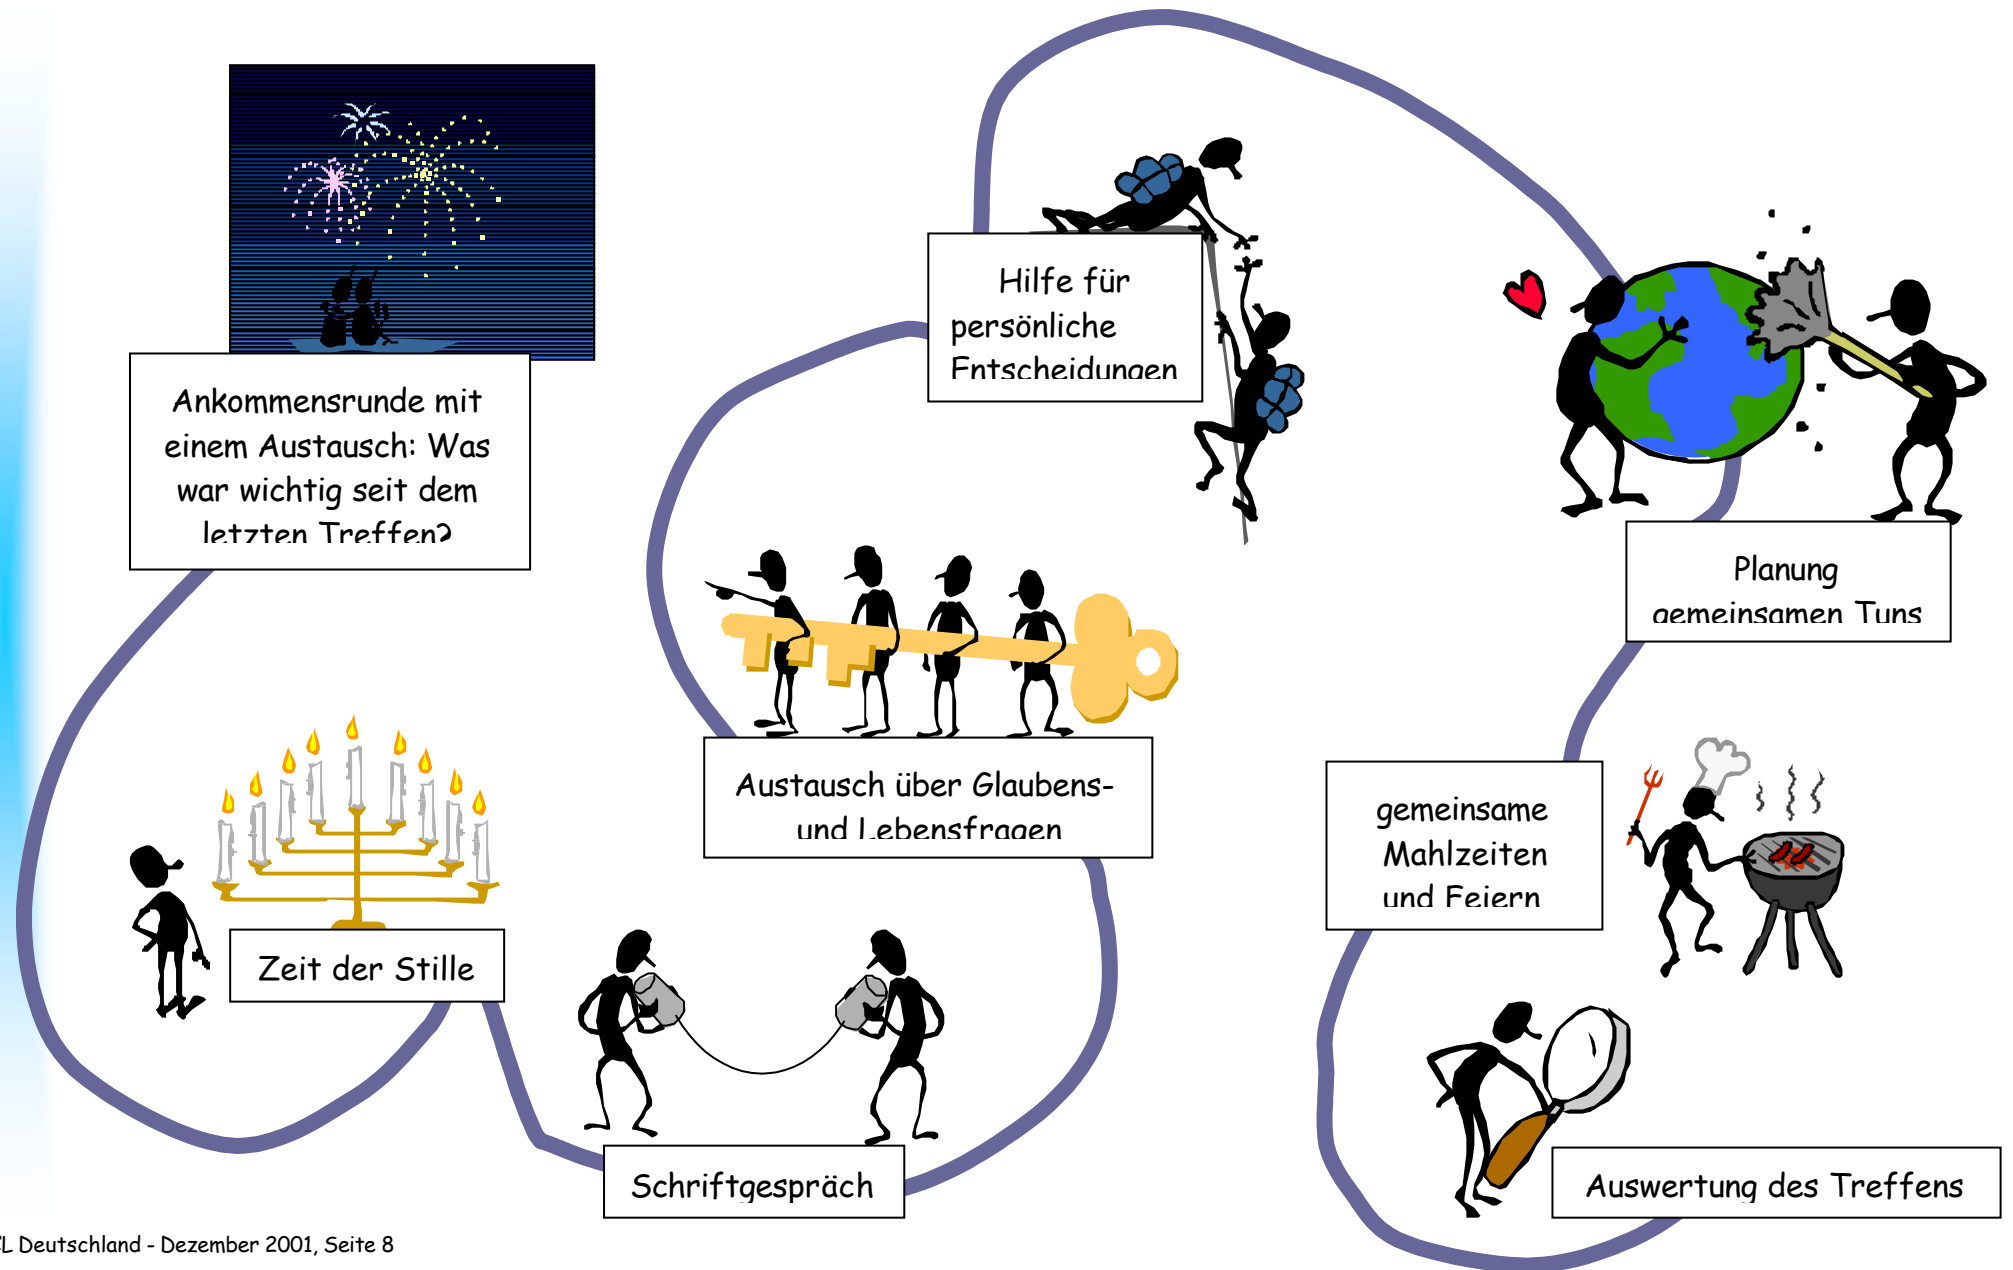 Ankommensrunde mit
einem Austausch: Was
war wichtig seit dem
letzten Treffen?
Zeit der Stille
Schriftgespräch
Austausch über Glaubens-
und Lebensfragen
Hilfe für
persönliche
Entscheidungen
Planung
gemeinsamen Tuns
gemeinsame
Mahlzeiten
und Feiern
Auswertung des Treffens
L Deutschland - Dezember 2001, Seite 8